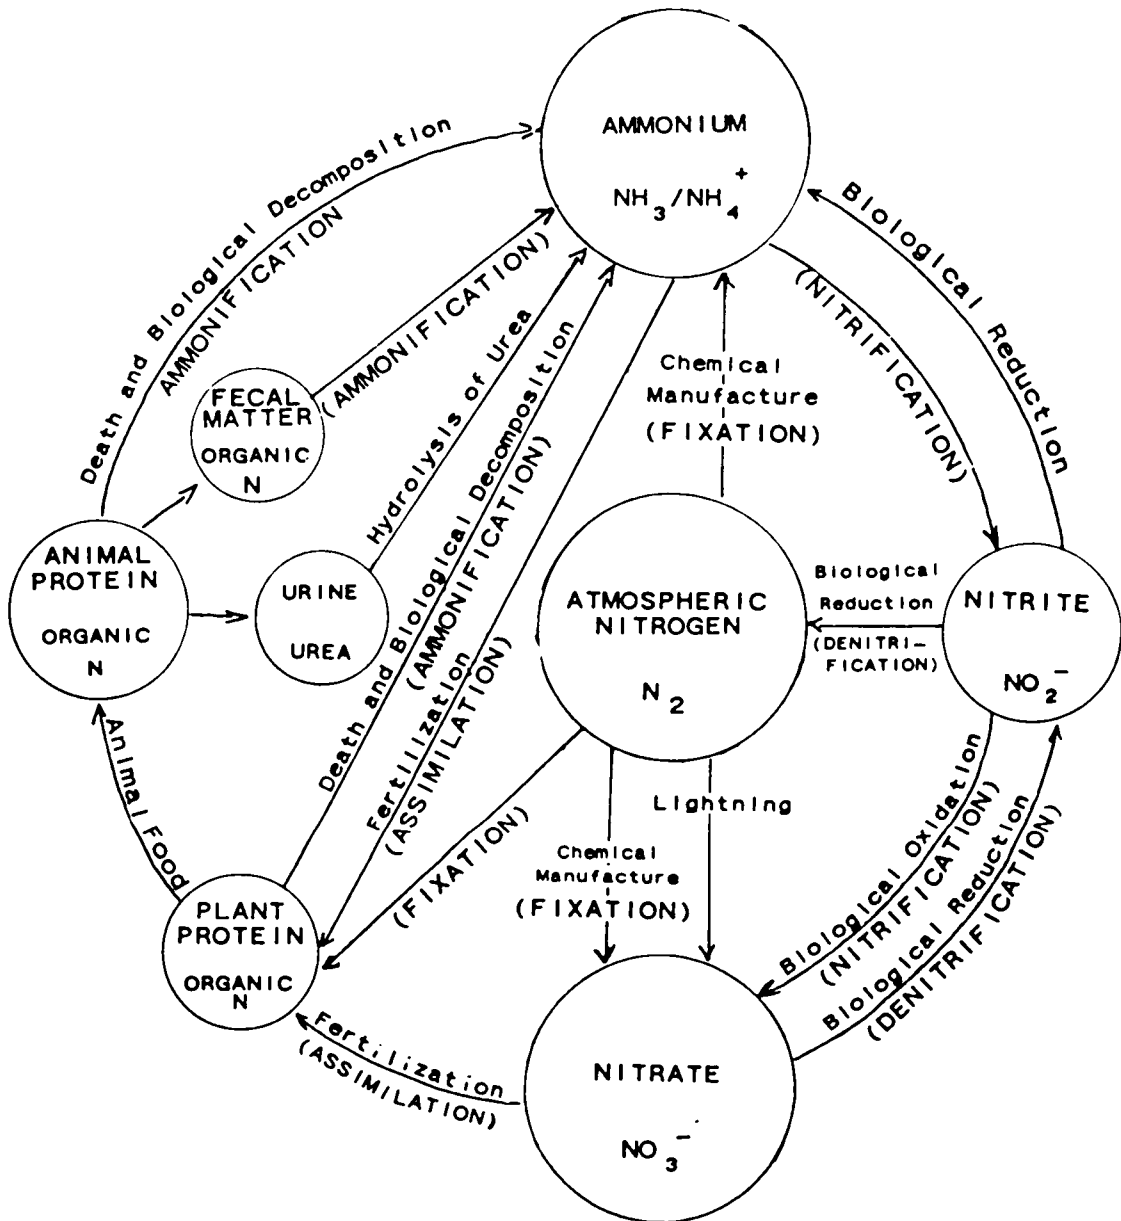 AMMONIUM
NH3/NH4+
Death and Biological Decomposition
AMMONIFICATION
(AMMONIFICATION)
Hydrolysis of Urea
Death and Biological Decomposition
(AMMONIFICATION)
Fertilization
(ASSIMILATION)
Chemical
Manufacture
(FIXATION)
(NITRIFICATION)
Biological Reduction
FECAL
MATTER
ORGANIC
N
ANIMAL
PROTEIN
ORGANIC
N
URINE
UREA
ATMOSPHERIC
NITROGEN
N2
Biological
Reduction
(DENITRI-
FICATION)
NITRITE
NO2-
Animal Food
(FIXATION)
Chemical
Manufacture
(FIXATION)
Lightning
Biological Oxidation
(NITRIFICATION)
Biological Reduction
(DENITRIFICATION)
PLANT
PROTEIN
ORGANIC
N
Fertilization
(ASSIMILATION)
NITRATE
NO3-